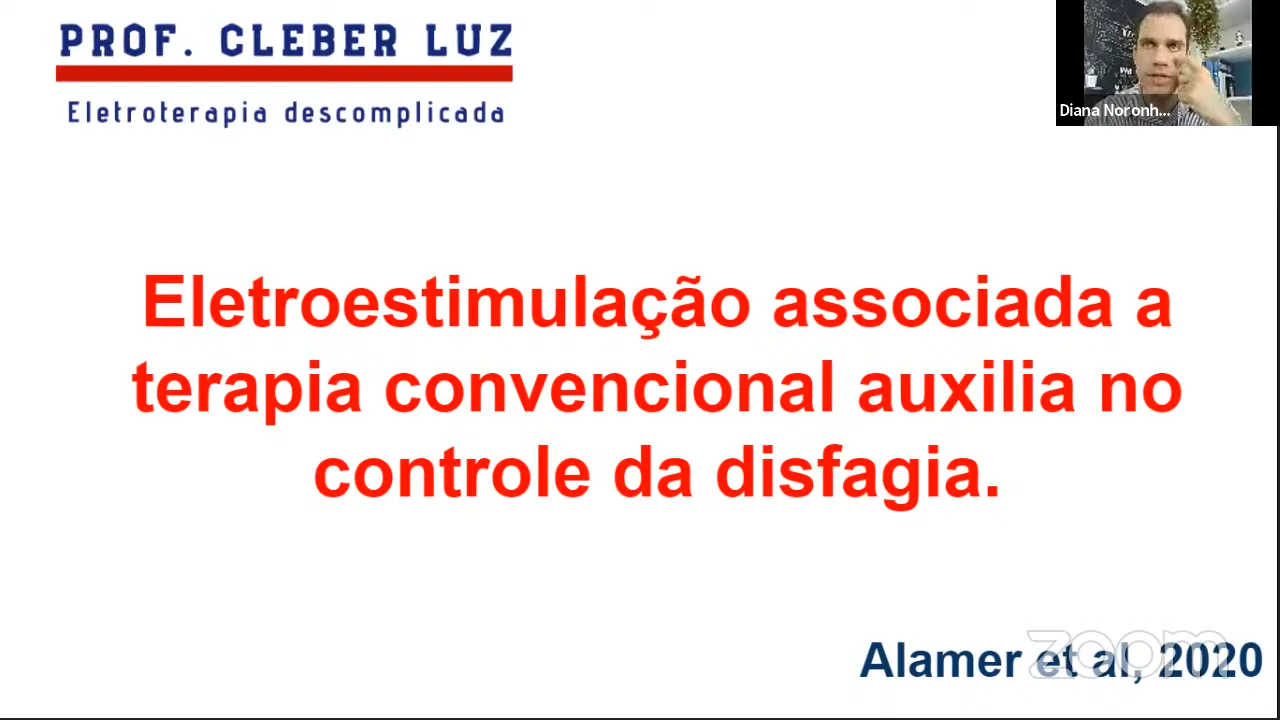 PROF. CLEBER LUZ
Eletroterapia descomplicada
Diana Noronh...
Eletroestimulação associada a
terapia convencional auxilia no
controle da disfagia.
Alamer et al, 2020
zoom